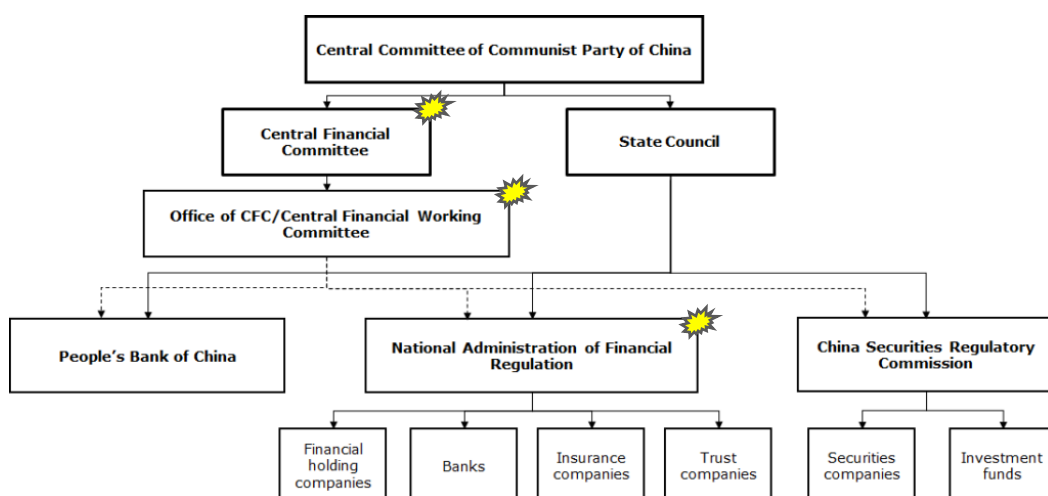 Central Committee of Communist Party of China
Central Financial
Committee
State Council
Office of CFC/Central Financial Working
Committee
People's Bank of China
National Administration of Financial
Regulation
China Securities Regulatory
Commission
Financial
holding
companies
Banks
Insurance
companies
Trust
companies
Securities
companies
Investment
funds